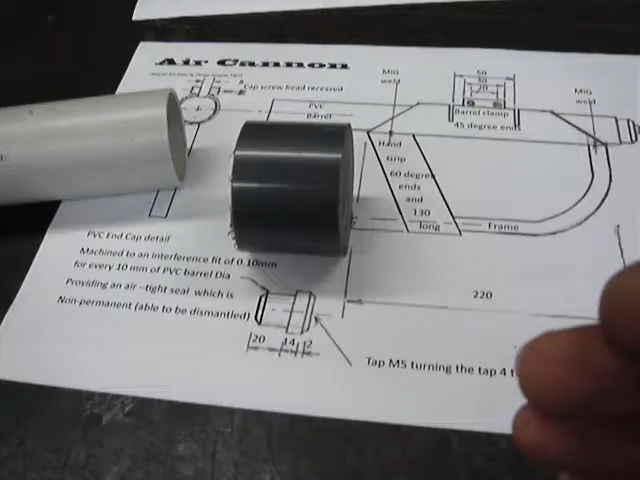 Air Cannon
Cap screw head recesred
PVC
Barrel
MIG
weld
50
30
20
Barrel clamp
45 degree ends
MIG
weld
Hand
Grip
60 degree
ends
and
130
long
Frame
PVC End Cap detail
Machined to an interference fit of 0.10mm
for every 10 mm of PVC barrel Dia
Providing an air -tight seal which is
Non-permanent (able to be dismantled)
220
20
14
2
Tap M5 turning the tap 4 t